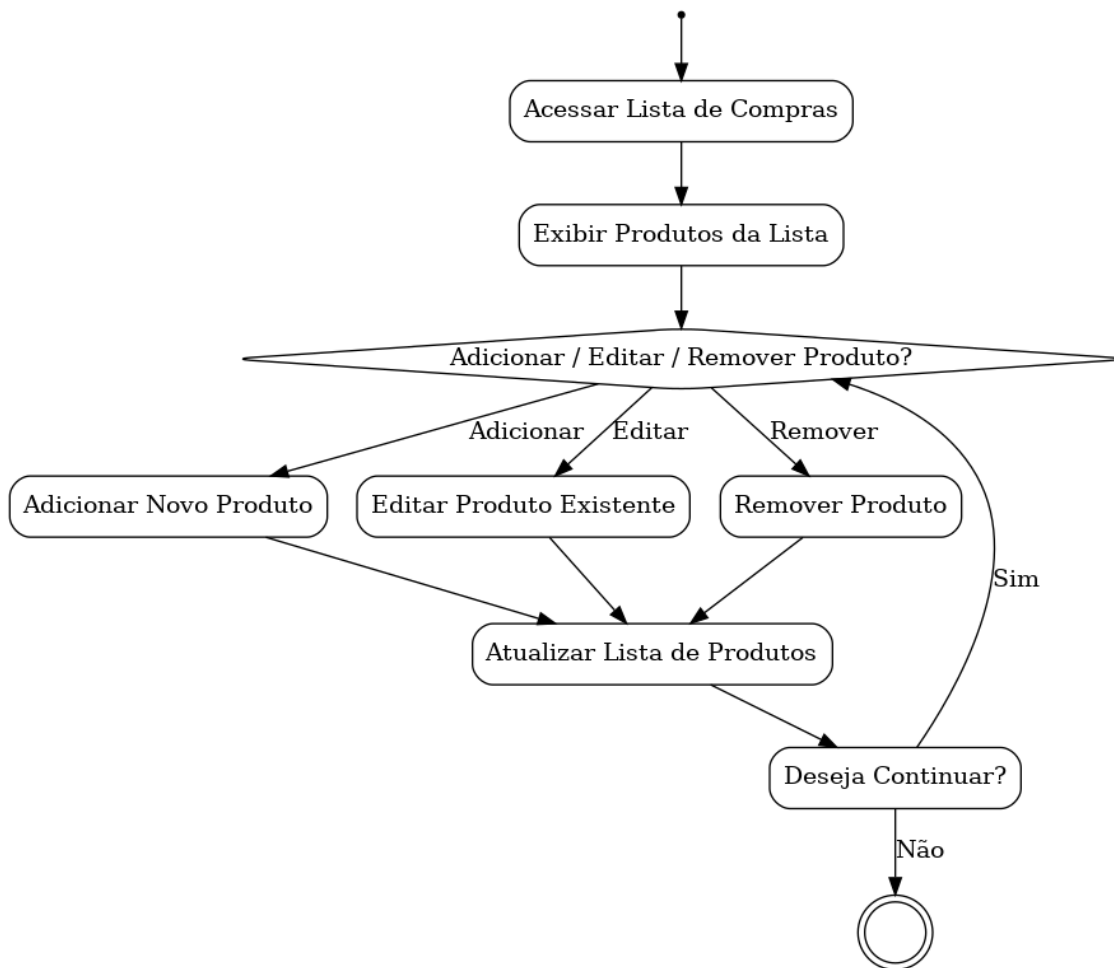 Acessar Lista de Compras
Exibir Produtos da Lista
Adicionar / Editar / Remover Produto?
Adicionar
Editar
Remover
Adicionar Novo Produto
Editar Produto Existente
Remover Produto
Sim
Atualizar Lista de Produtos
Deseja Continuar?
Não